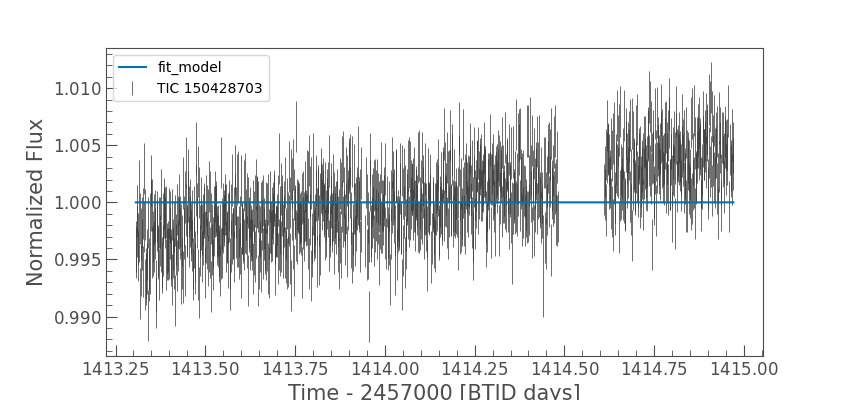 fit_model
TIC 150428703
1.010
1.005
1.000
0.995
0.990
Normalized Flux
1413.25 1413.50 1413.75 1414.00 1414.25 1414.50 1414.75 1415.00
Time - 2457000 [BTJD days]